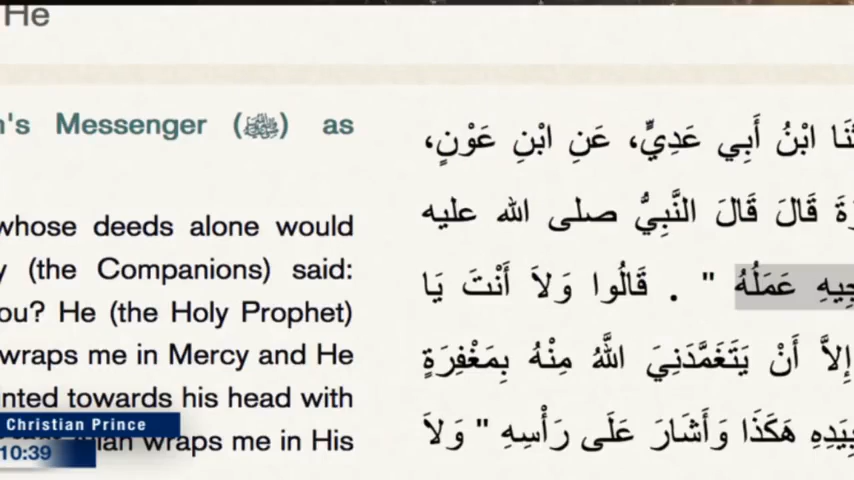 He
n's Messenger (ﷺ) as
whose deeds alone would
y (the Companions) said:
ou? He (the Holy Prophet)
wraps me in Mercy and He
inted towards his head with
wraps me in His
ثَنَا ابْنُ أَبِي عَدِيٍّ، عَنِ ابْنِ عَوْنٍ،
رَةَ قَالَ قَالَ النَّبِيُّ صلى الله عليه
جِيهِ عَمَلُهُ " . قَالُوا وَلاَ أَنْتَ يَا
إِلاَّ أَنْ يَتَغَمَّدَنِيَ اللَّهُ مِنْهُ بِمَغْفِرَةٍ
بِيَدِهِ هَكَذَا وَأَشَارَ عَلَى رَأْسِهِ " وَلاَ
Christian Prince
10:39